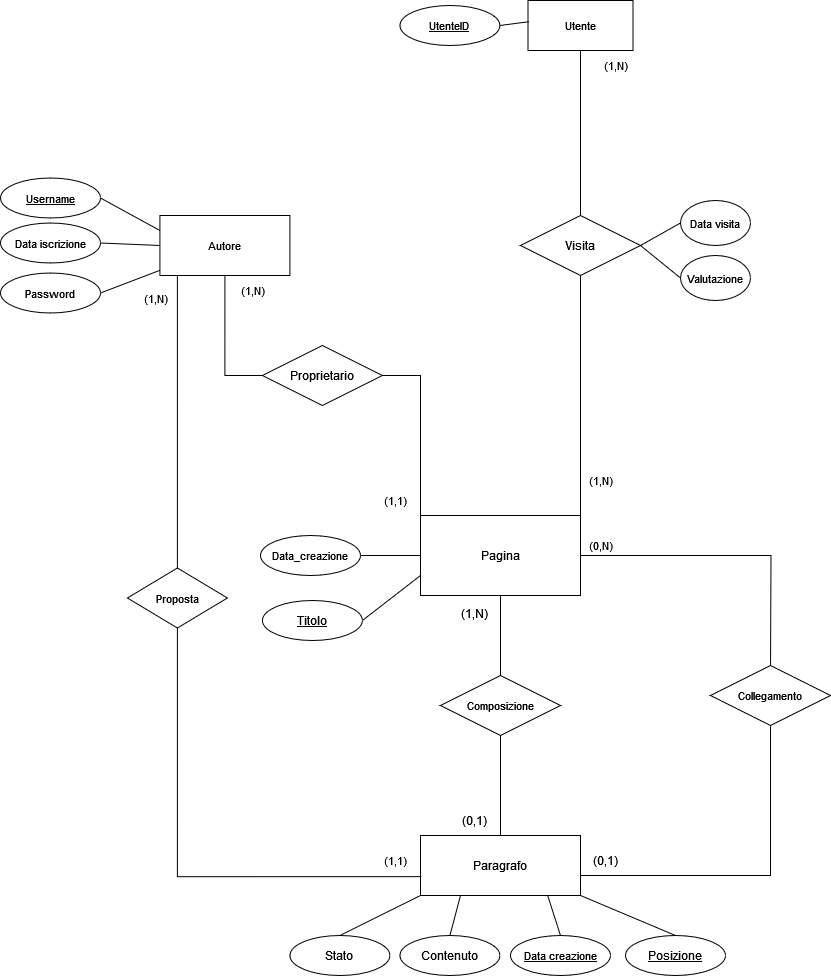 UtenteID
Utente
(1,N)
Username
Data iscrizione
Password
Autore
(1,N)
(1,N)
Visita
Data visita
Valutazione
Proprietario
(1,1)
(1,N)
Data_creazione
Titolo
Pagina
(0,N)
(1,N)
Proposta
Composizione
Collegamento
(0,1)
(1,1)
Paragrafo
(0,1)
Stato
Contenuto
Data creazione
Posizione